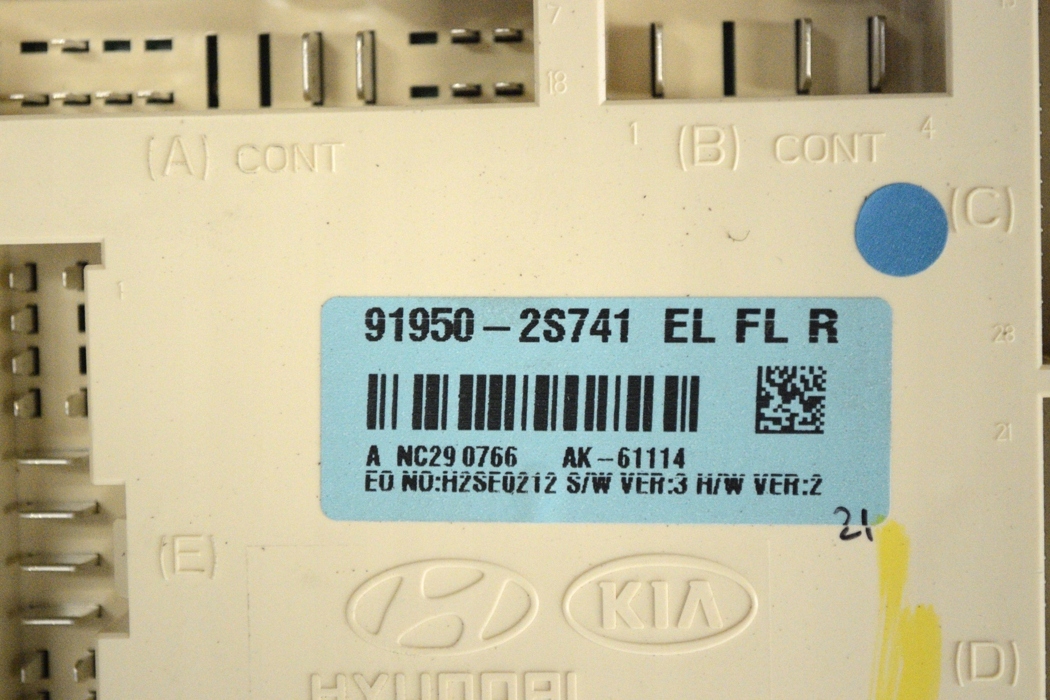 7
18
(A) CONT
1 (B) CONT 4
(C)
1
91950-2S741 EL FL R
28
21
A NC29 0766 AK-61114
EO NO:H2SE0212 S/W VER:3 H/W VER:2
21
(E)
KIA
(D)
HYUNDAI